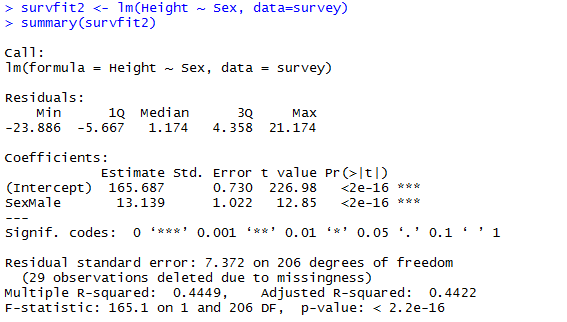 > survfit2 <- lm(Height ~ Sex, data=survey)
> summary(survfit2)

Call:
lm(formula = Height ~ Sex, data = survey)

Residuals:
    Min      1Q  Median      3Q     Max
-23.886  -5.667   1.174   4.358  21.174

Coefficients:
            Estimate Std. Error t value Pr(>|t|)
(Intercept)  165.687      0.730  226.98   <2e-16 ***
SexMale       13.139      1.022   12.85   <2e-16 ***
---
Signif. codes:  0 ‘***’ 0.001 ‘**’ 0.01 ‘*’ 0.05 ‘.’ 0.1 ‘ ’ 1

Residual standard error: 7.372 on 206 degrees of freedom
  (29 observations deleted due to missingness)
Multiple R-squared:  0.4449,    Adjusted R-squared:  0.4422
F-statistic: 165.1 on 1 and 206 DF,  p-value: < 2.2e-16